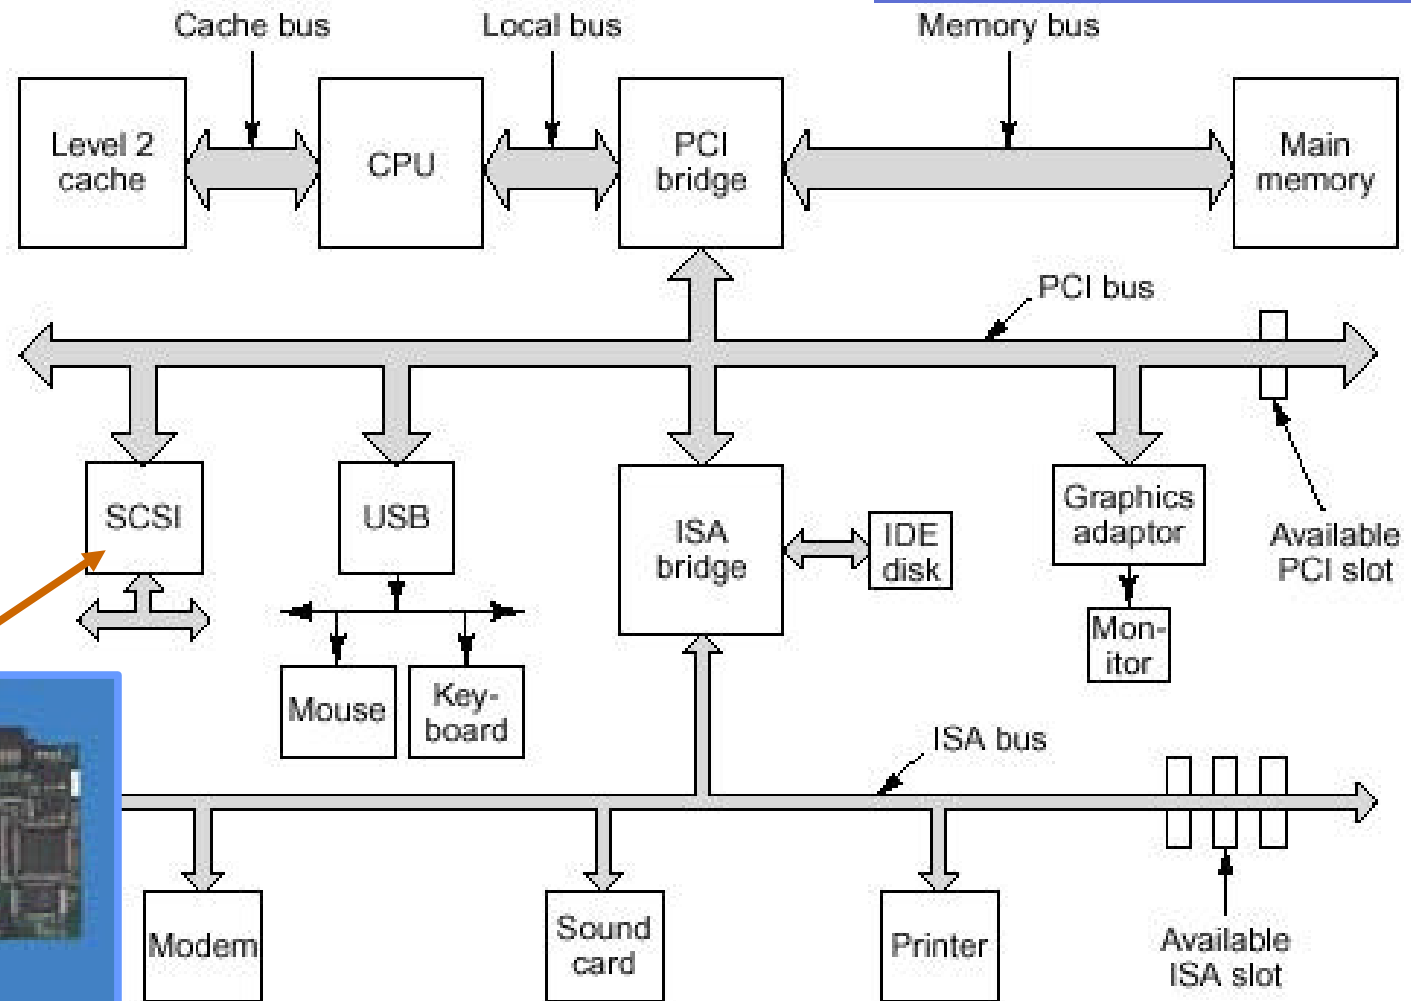 Cache bus
Local bus
Memory bus
Level 2
cache
CPU
PCI
bridge
Main
memory
PCI bus
SCSI
USB
ISA
bridge
IDE
disk
Graphics
adaptor
Available
PCI slot
Mon-
itor
Mouse
Key-
board
ISA bus
Modem
Sound
card
Printer
Available
ISA slot